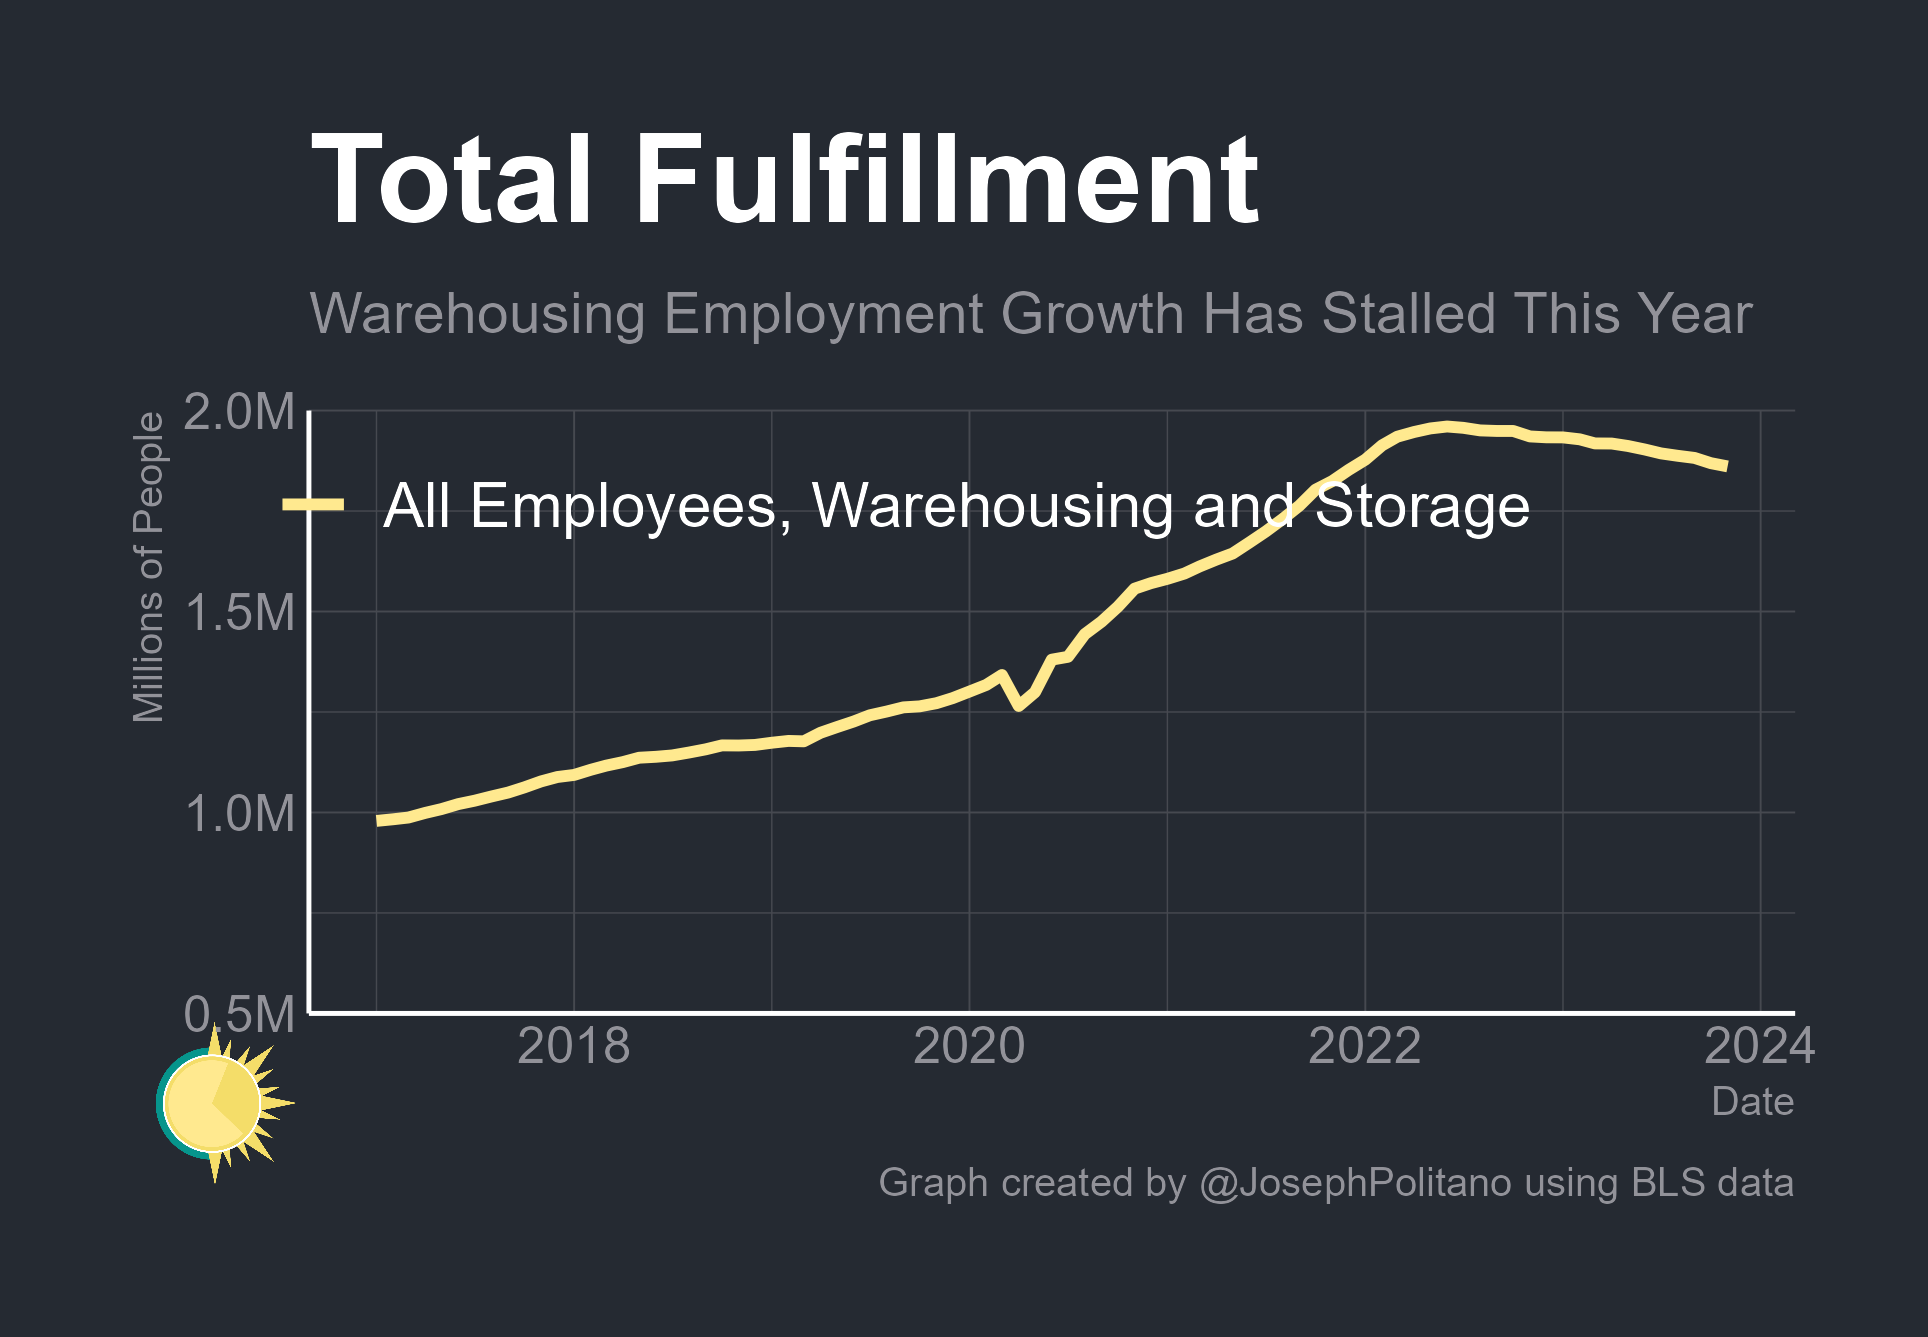 Total Fulfillment
Warehousing Employment Growth Has Stalled This Year
Millions of People
2.0M
All Employees, Warehousing and Storage
1.5M
1.0M
0.5M
2018 2020 2022 2024
Date
Graph created by @JosephPolitano using BLS data